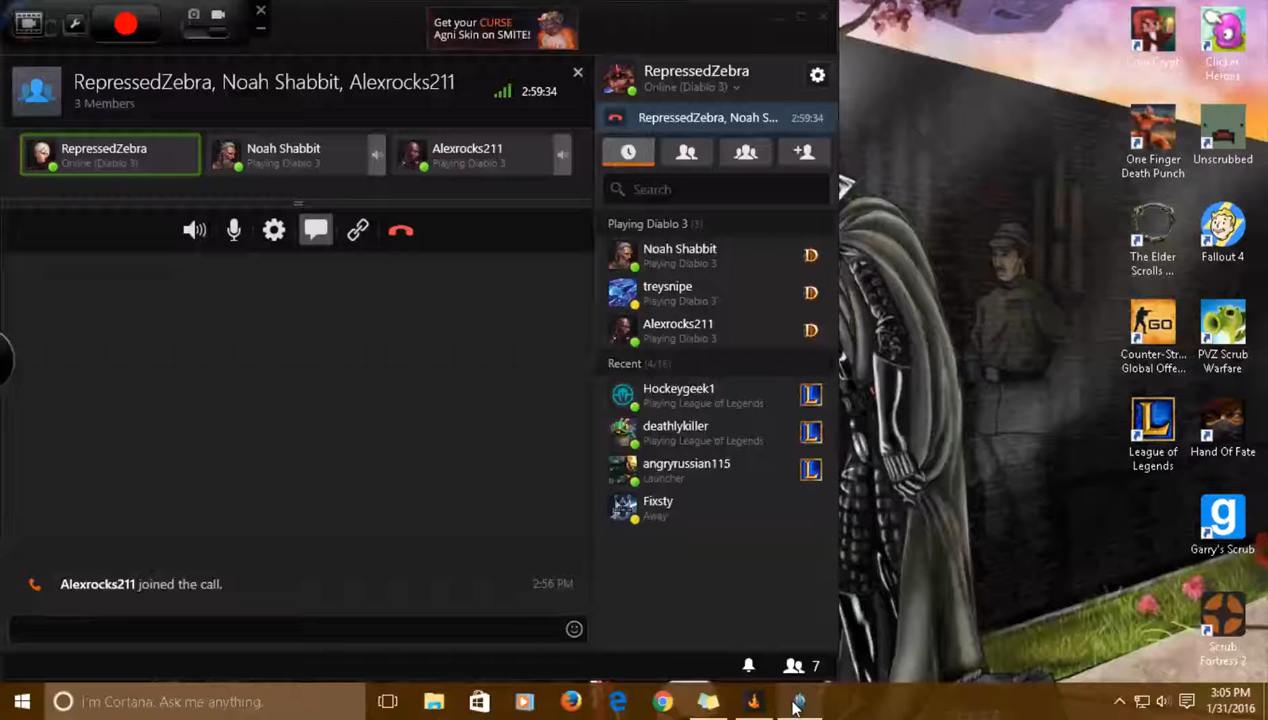 Get your CURSE
Agni Skin on SMITE!
RepressedZebra, Noah Shabbit, Alexrocks211
3 Members
2:59:34
RepressedZebra
Online (Diablo 3)
Noah Shabbit
Playing Diablo 3
Alexrocks211
Playing Diablo 3
Alexrocks211 joined the call.
2:56 PM
RepressedZebra
Online (Diablo 3)
RepressedZebra, Noah S...
2:59:34
Search
Playing Diablo 3 (3)
Noah Shabbit
Playing Diablo 3
treysnipe
Playing Diablo 3
Alexrocks211
Playing Diablo 3
Recent (4/16)
Hockeygeek1
Playing League of Legends
deathlykiller
Playing League of Legends
angryrussian115
Launcher
Fixsty
Away
7
Clicker
Heroes
One Finger
Death Punch
Unscrubbed
The Elder
Scrolls ...
Fallout 4
GO
Counter-Str...
Global Offe...
PVZ Scrub
Warfare
L
League of
Legends
Hand Of Fate
g
Garry's Scrub
Scrub
Fortress 2
I'm Cortana. Ask me anything.
3:05 PM
1/31/2016